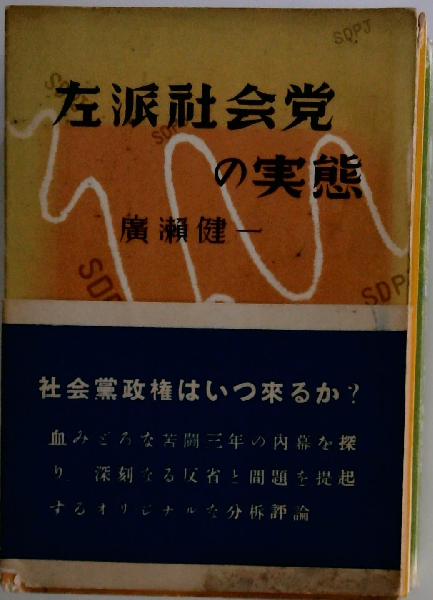 SDPJ
SDPJ
左派社会党
SDPJ
の実態
廣瀬健一
社会黨政権はいつ來るか?
血みどろな苦闘三年の内幕を探
り 深刻なる反省と問題を提起
するオリジナルな分析評論